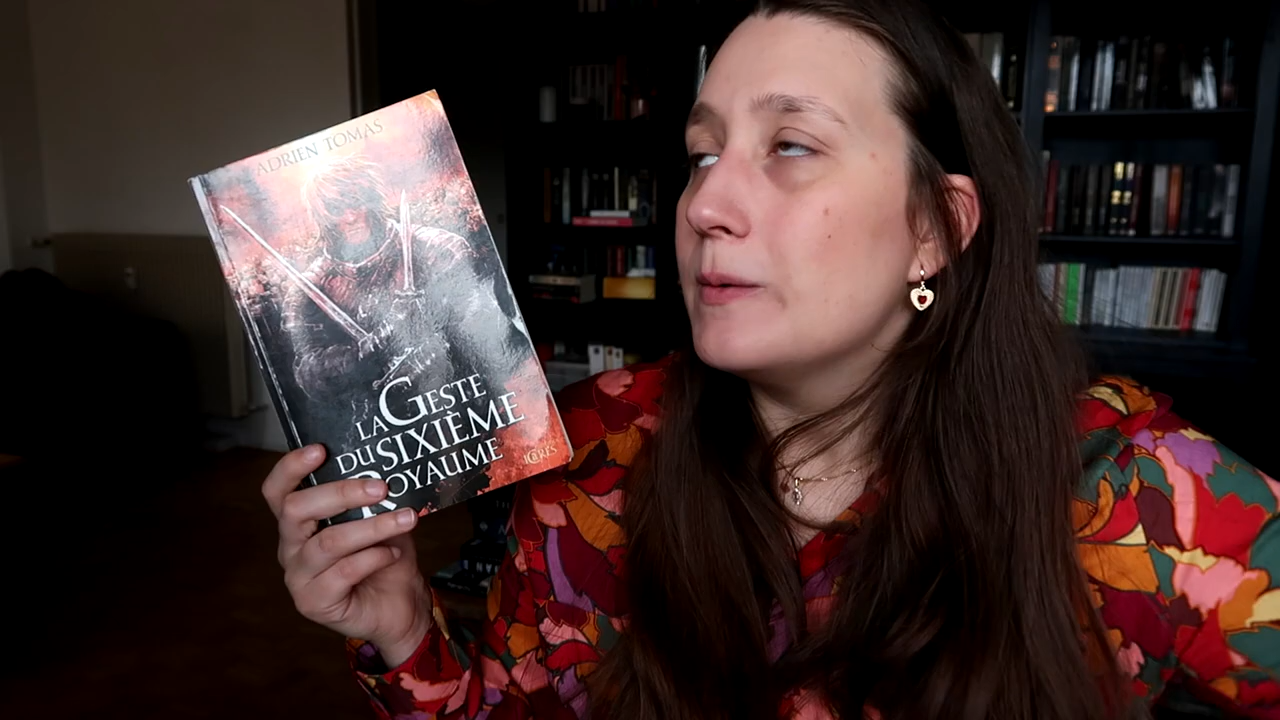 ADRIEN TOMAS
LA GESTE
DU SIXIÈME
ROYAUME
ICARES